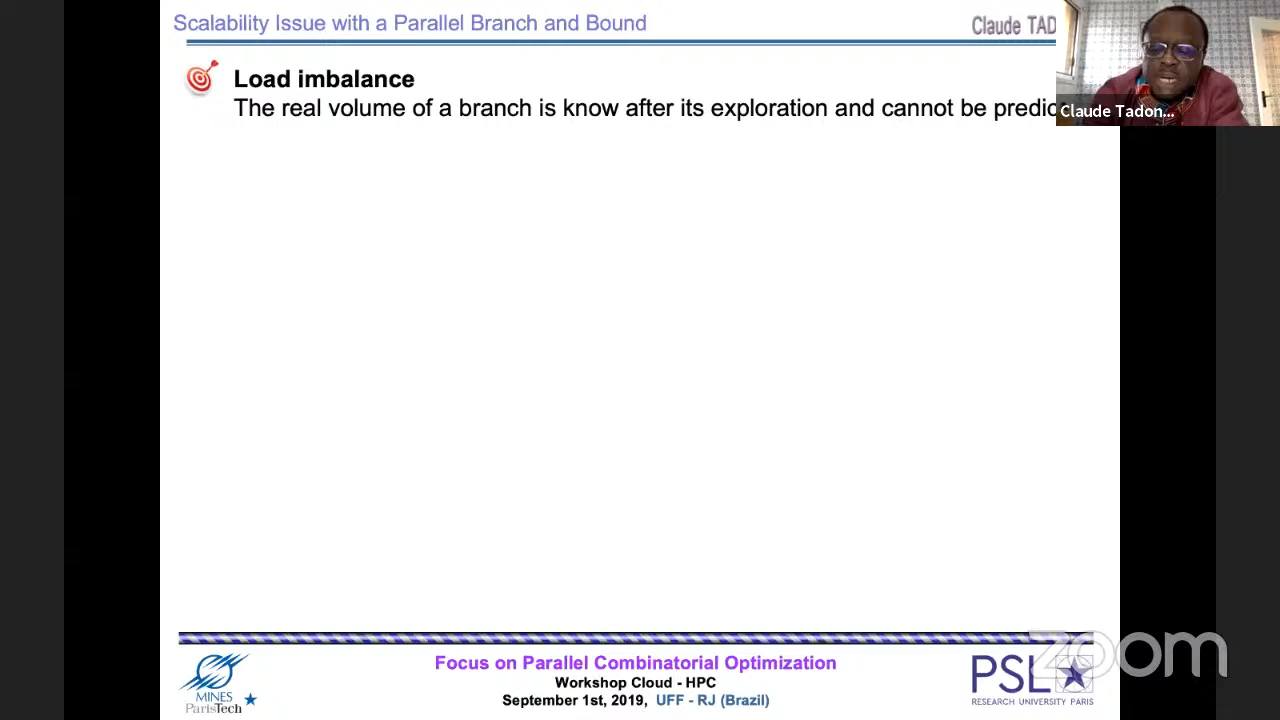 Scalability Issue with a Parallel Branch and Bound
Claude TAD
Load imbalance
The real volume of a branch is know after its exploration and cannot be predic
Claude Tadon...
Focus on Parallel Combinatorial Optimization
Workshop Cloud - HPC
September 1st, 2019, UFF - RJ (Brazil)
MINES
ParisTech
PSL
RESEARCH UNIVERSITY PARIS
zoom